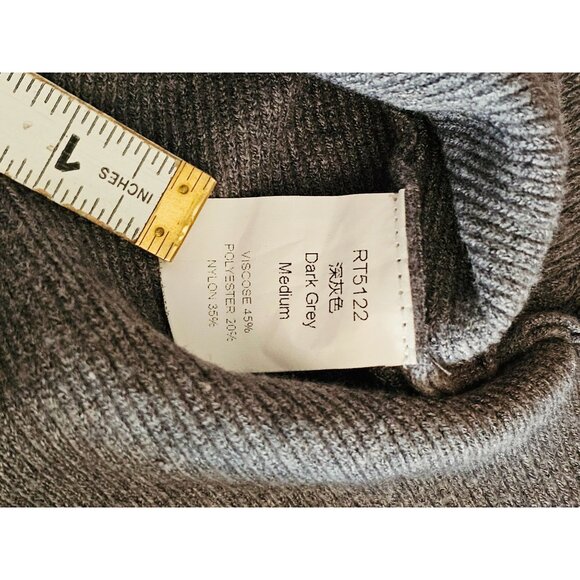 RT5122
深灰色
Dark Grey
Medium
VISCOSE 45%
POLYESTER 20%
NYLON 35%
1
INCHES